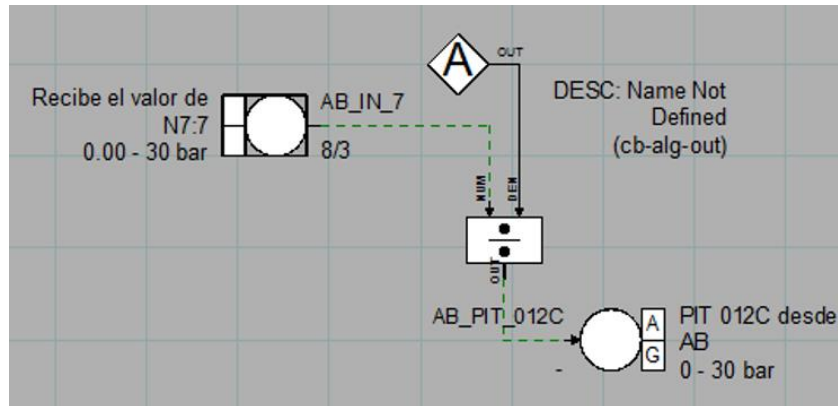 A
OUT
Recibe el valor de
N7:7
0.00 - 30 bar
AB_IN_7
8/3
DESC: Name Not
Defined
(cb-alg-out)
NUM
DEN
OUT
AB_PIT_012C
-
A
G
PIT 012C desde
AB
0 - 30 bar